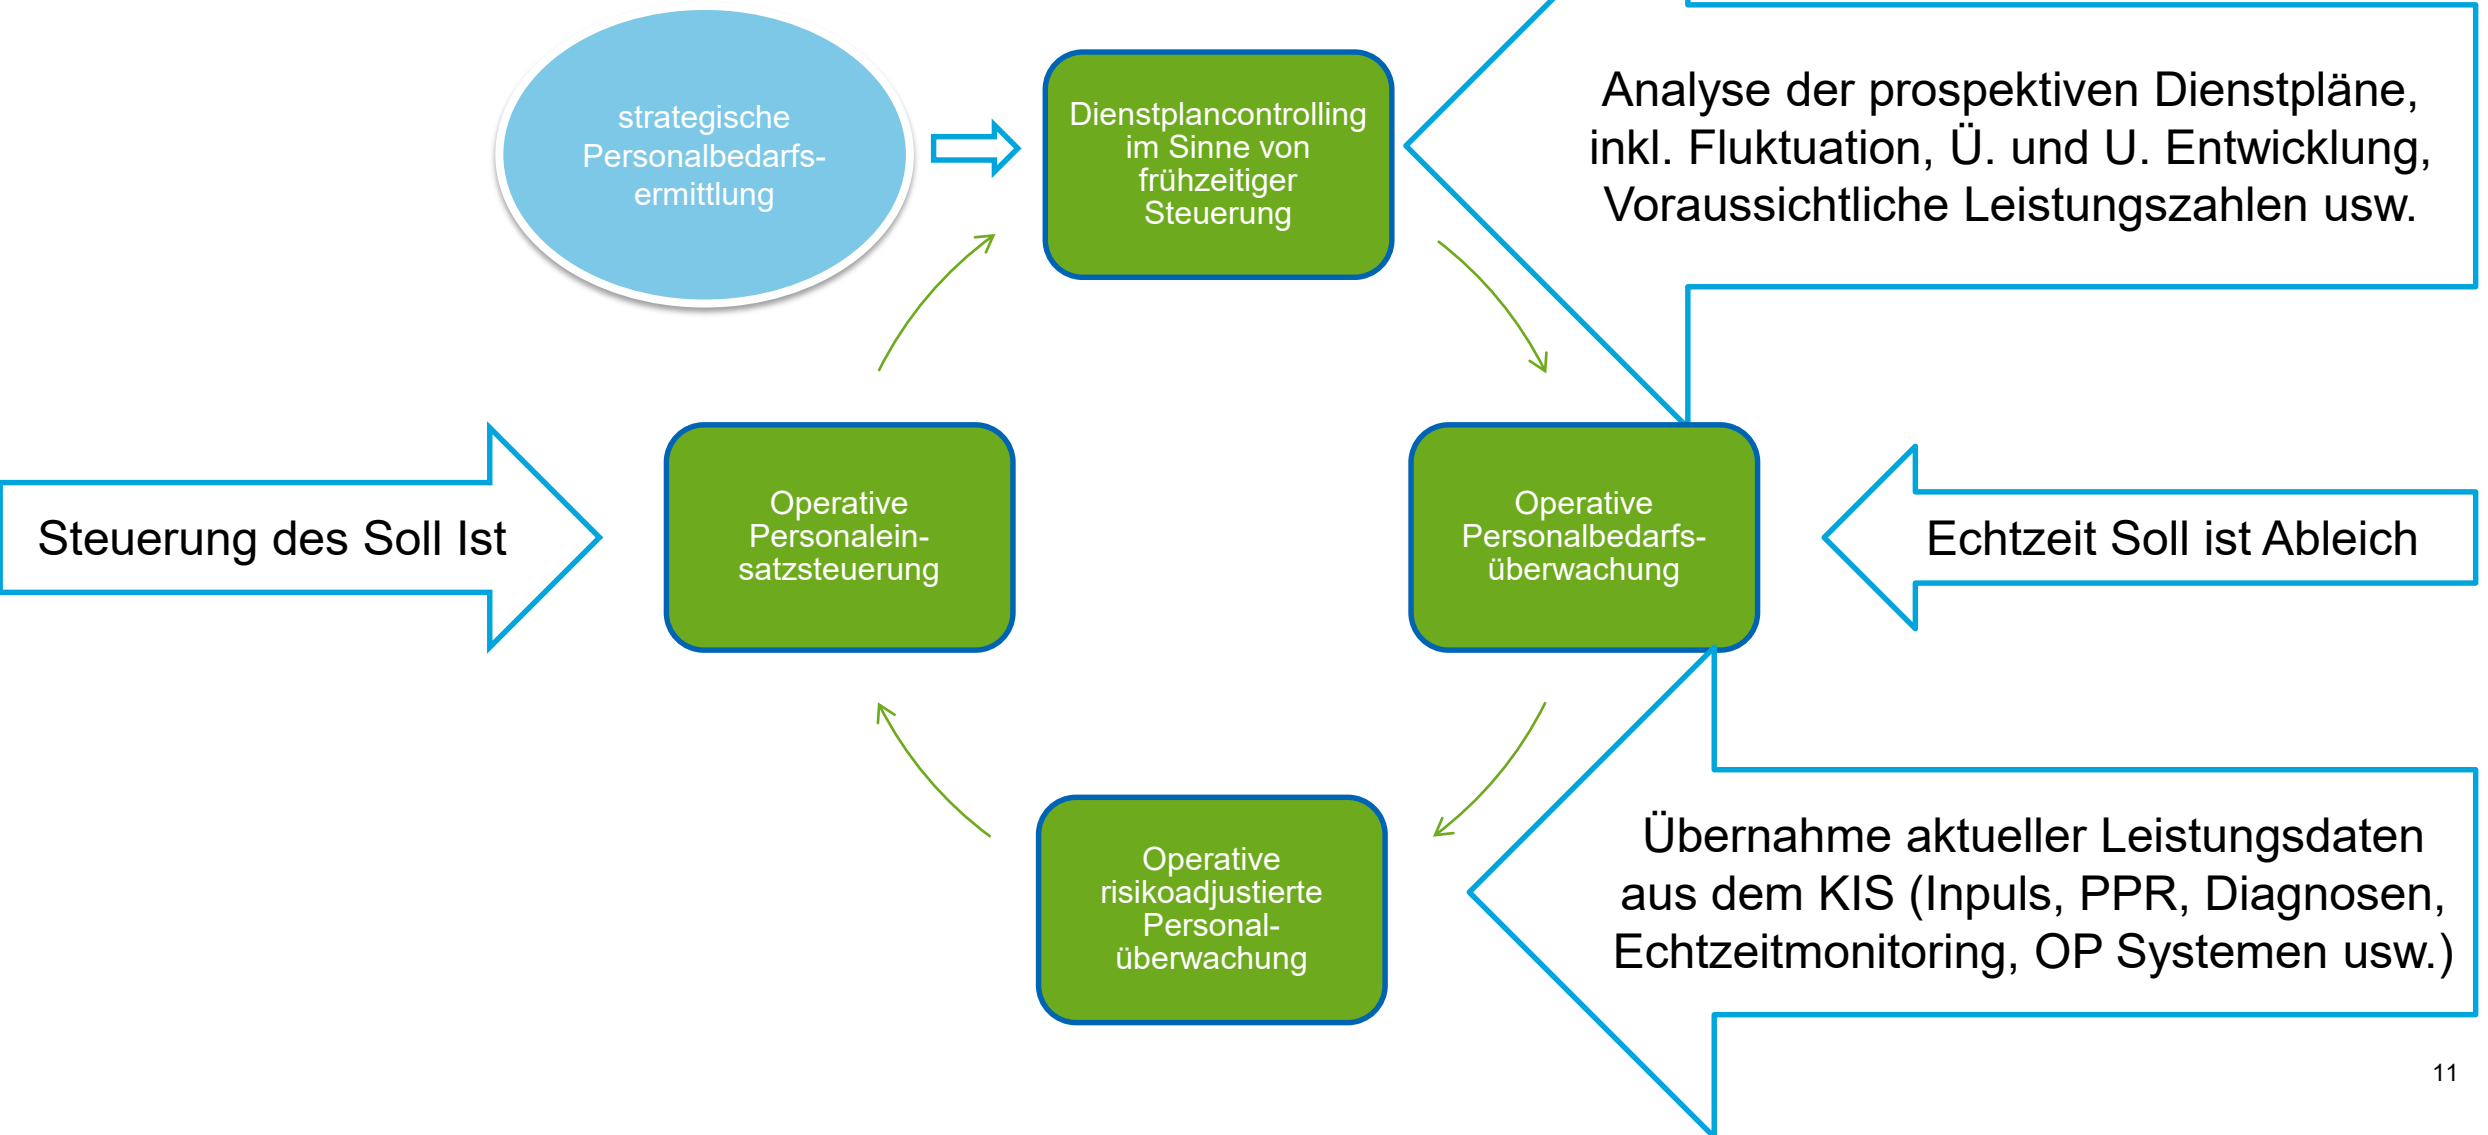 strategische
Personalbedarfs-
ermittlung
Dienstplancontrolling
im Sinne von
frühzeitiger
Steuerung
Analyse der prospektiven Dienstpläne,
inkl. Fluktuation, Ü. und U. Entwicklung,
Voraussichtliche Leistungszahlen usw.
Steuerung des Soll Ist
Operative
Personalein-
satzsteuerung
Operative
Personalbedarfs-
überwachung
Echtzeit Soll ist Ableich
Operative
risikoadjustierte
Personal-
überwachung
Übernahme aktueller Leistungsdaten
aus dem KIS (Inpuls, PPR, Diagnosen,
Echtzeitmonitoring, OP Systemen usw.)
11